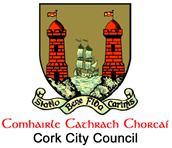 Statio Bene Fida Carinis
Comhairle Cathrach Chorcaí
Cork City Council